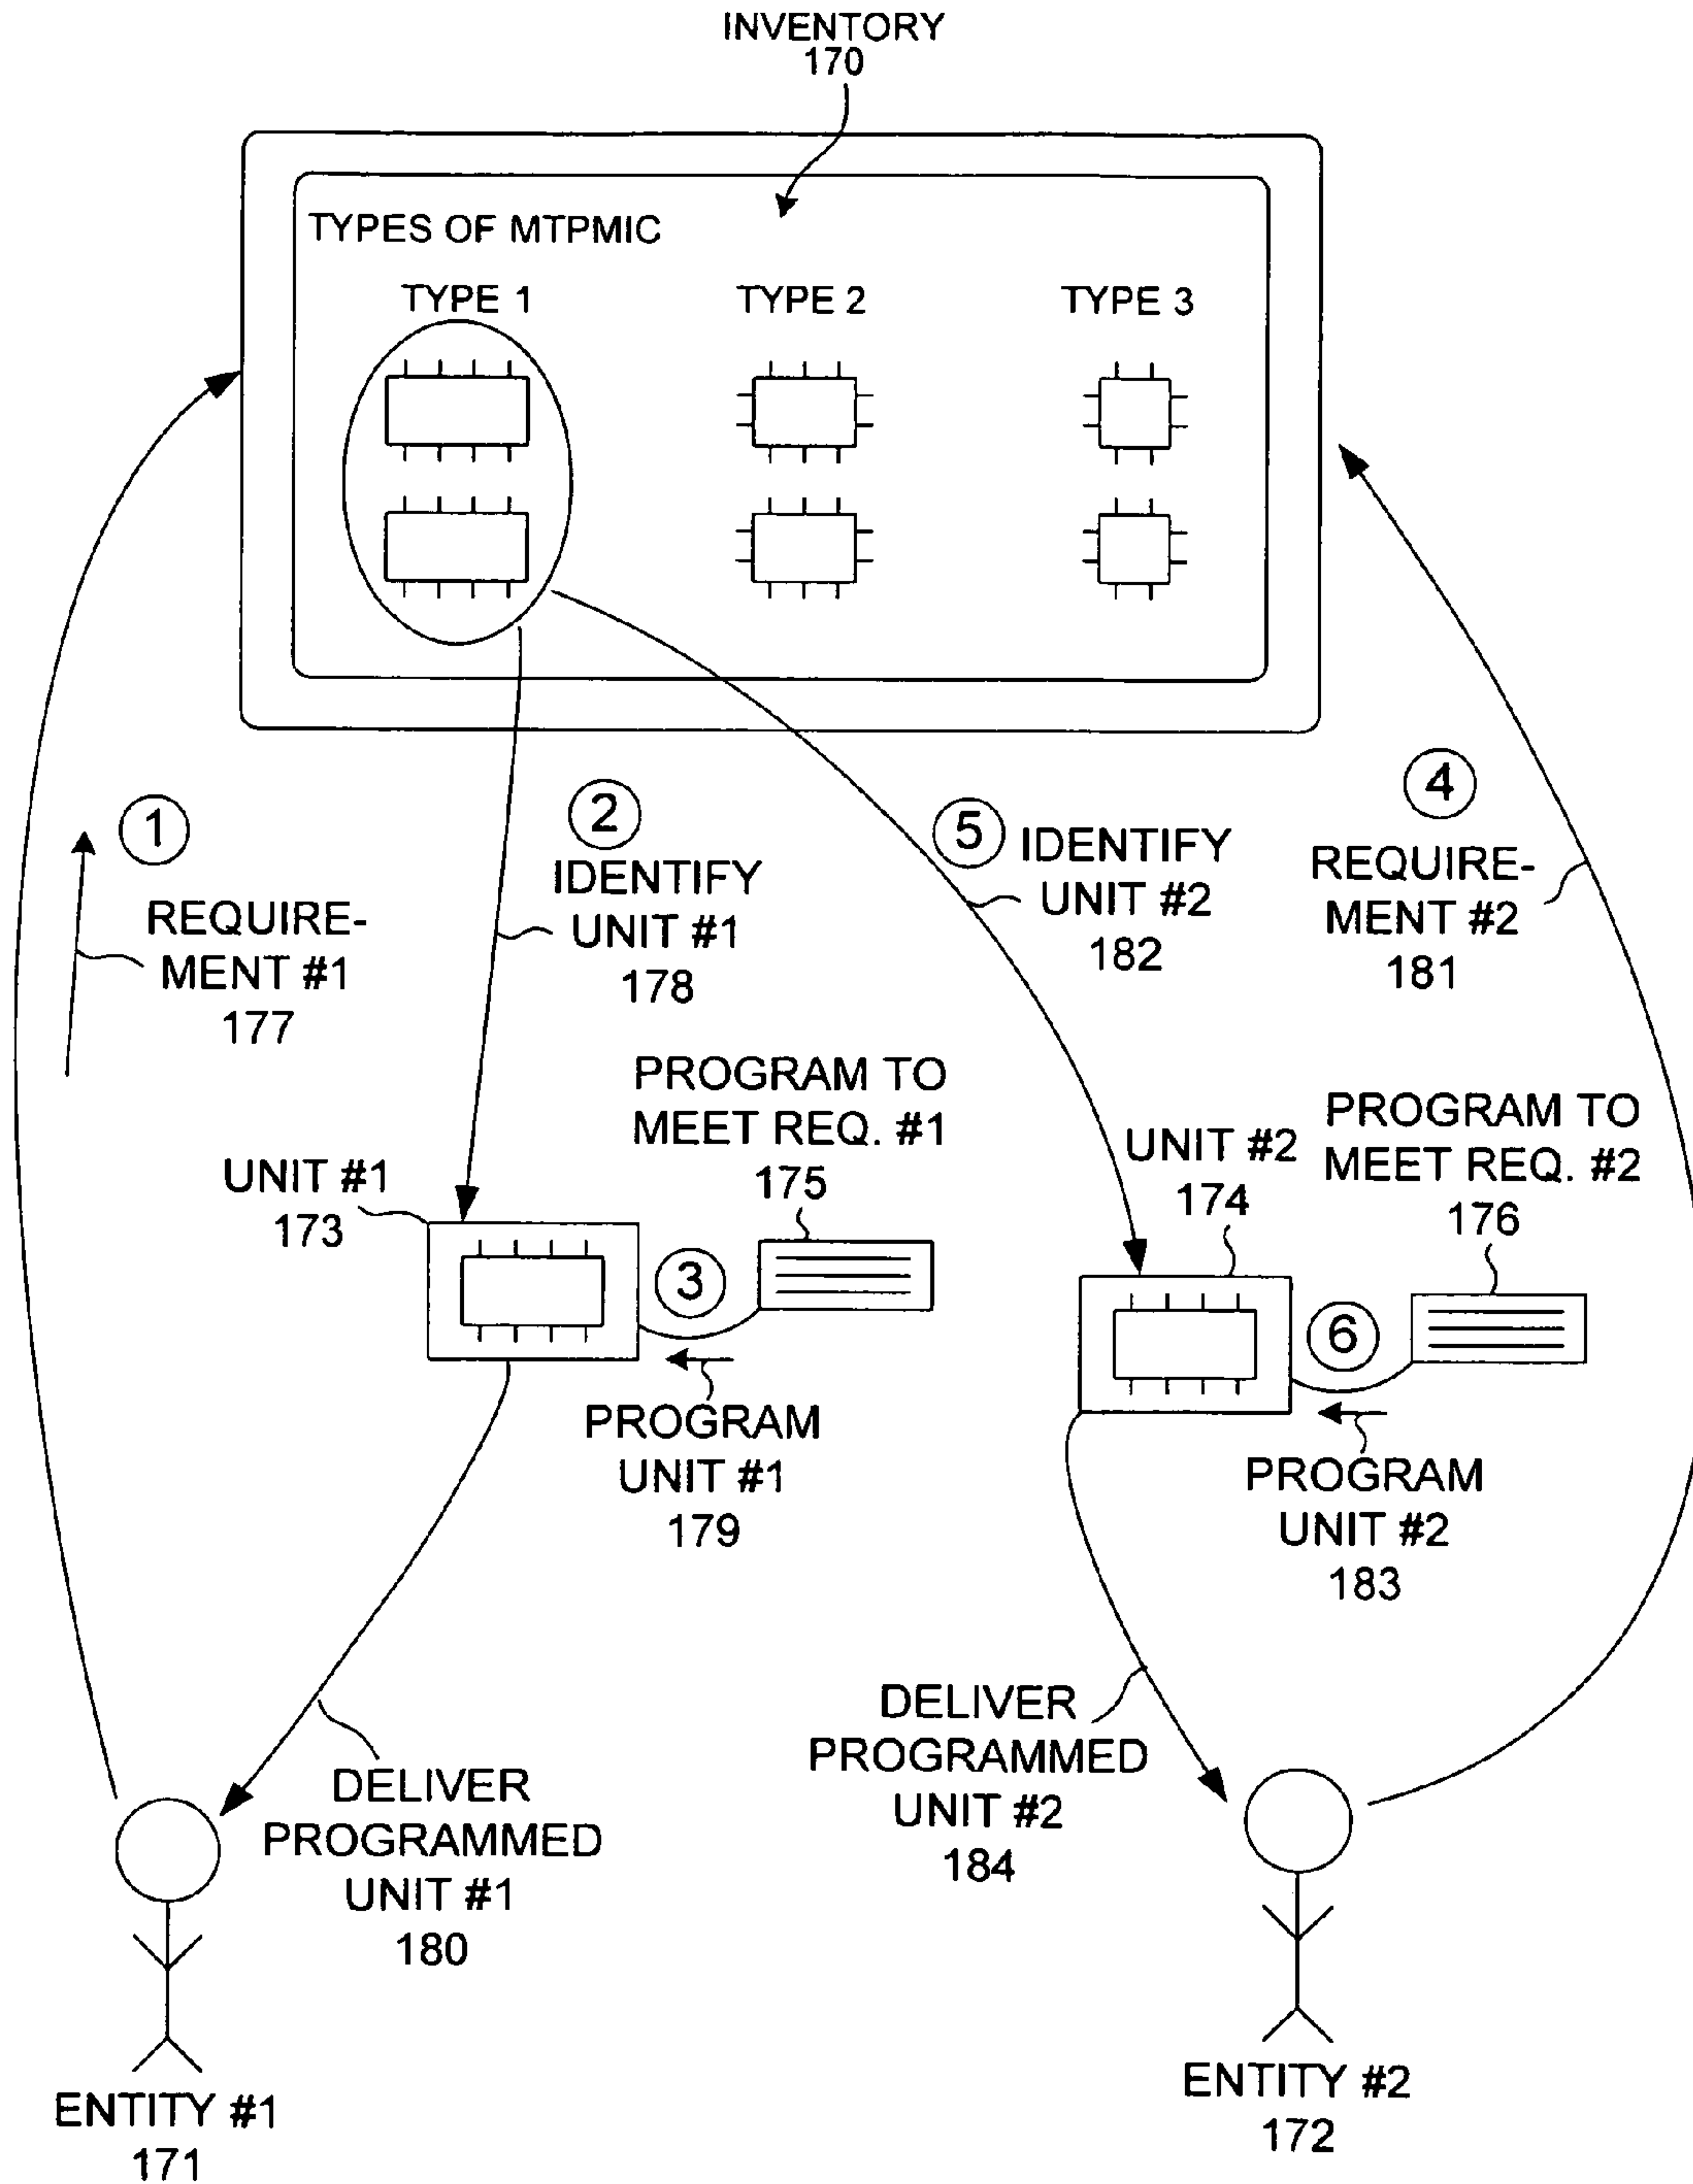 INVENTORY
170
TYPES OF MTPMIC
TYPE 1
TYPE 2
TYPE 3
1
REQUIRE-
MENT #1
177
2
IDENTIFY
UNIT #1
178
5
IDENTIFY
UNIT #2
182
4
REQUIRE-
MENT #2
181
UNIT #1
173
PROGRAM TO
MEET REQ. #1
175
3
PROGRAM
UNIT #1
179
UNIT #2
174
PROGRAM TO
MEET REQ. #2
176
6
PROGRAM
UNIT #2
183
DELIVER
PROGRAMMED
UNIT #1
180
DELIVER
PROGRAMMED
UNIT #2
184
ENTITY #1
171
ENTITY #2
172